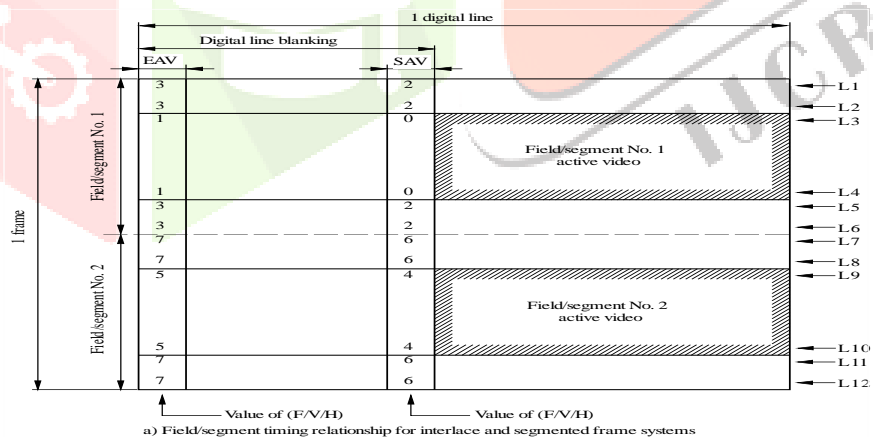 1 digital line
Digital line blanking
EAV SAV
3 2 L1
3 2 L2
1 0 L3
Field/segment No. 1
active video
1 0 L4
3 2 L5
3 2 L6
7 6 L7
7 6 L8
5 4 L9
Field/segment No. 2
active video
5 4 L10
7 6 L11
7 6 L12
1 frame
Field/segment No. 1
Field/segment No. 2
Value of (F/V/H) Value of (F/V/H)
a) Field/segment timing relationship for interlace and segmented frame systems
IJCR